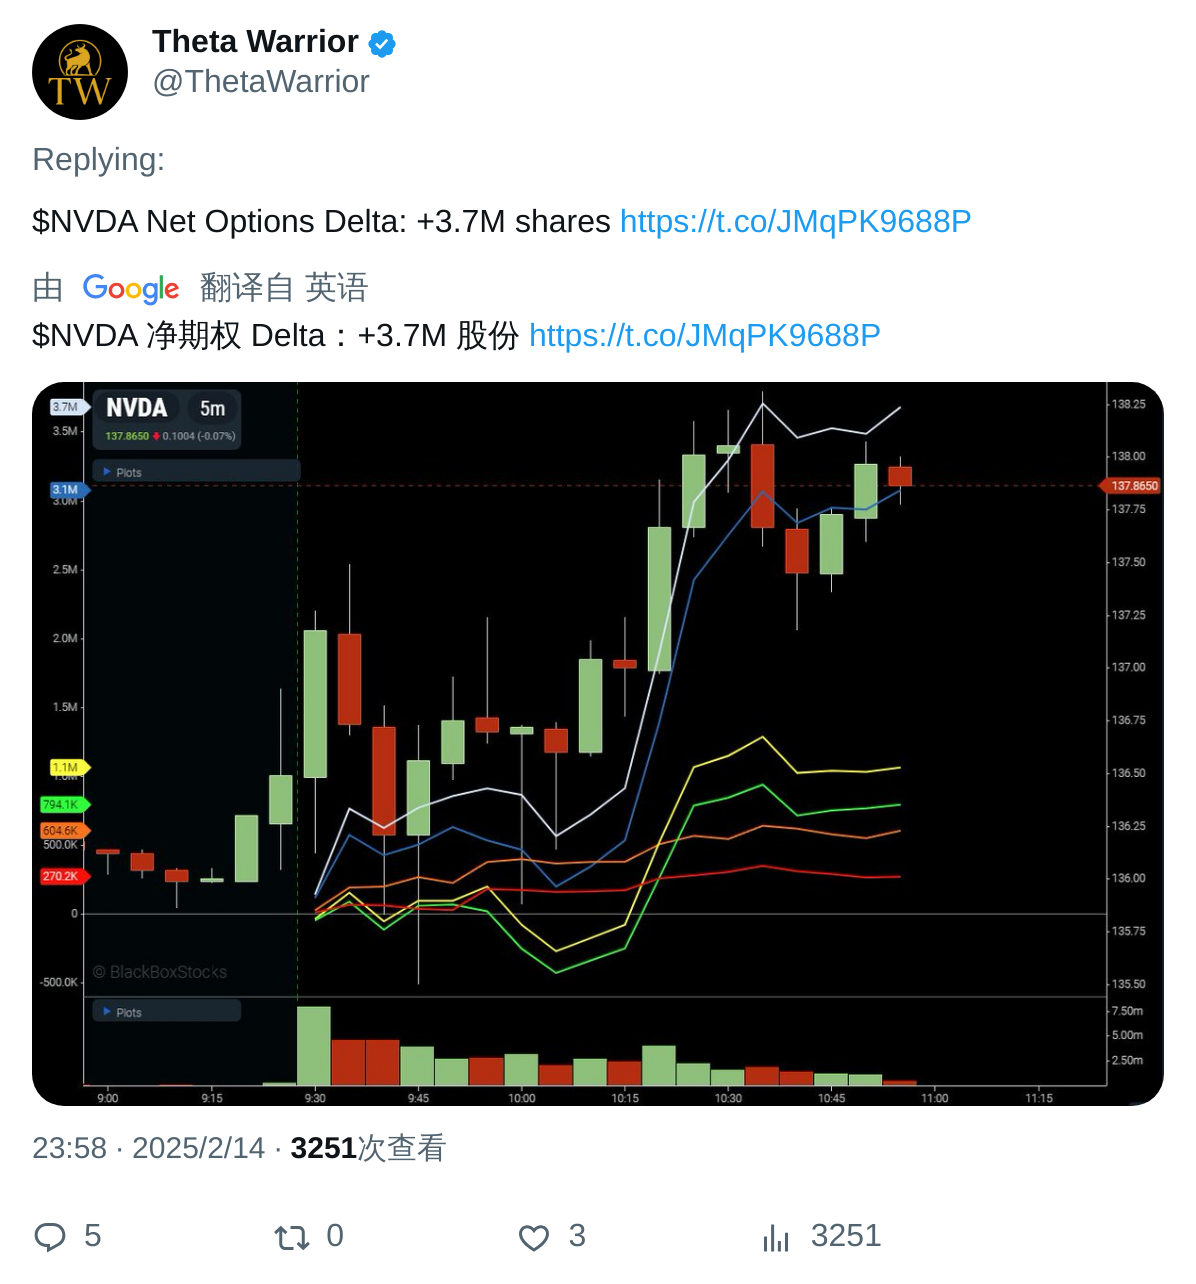 TW
Theta Warrior
@ThetaWarrior
Replying:
$NVDA Net Options Delta: +3.7M shares https://t.co/JMqPK9688P
由 Google 翻译自 英语
$NVDA 净期权 Delta：+3.7M 股份 https://t.co/JMqPK9688P
NVDA 5m
137.8650 0.1004 (-0.07%)
Plots
3.7M
3.5M
3.1M
3.0M
2.5M
2.0M
1.5M
1.1M
1.0M
794.1K
604.6K
500.0K
270.2K
0
-500.0K
138.25
138.00
137.8650
137.75
137.50
137.25
137.00
136.75
136.50
136.25
136.00
135.75
135.50
© BlackBoxStocks
Plots
7.50m
5.00m
2.50m
9:00 9:15 9:30 9:45 10:00 10:15 10:30 10:45 11:00 11:15
23:58 · 2025/2/14 · 3251次查看
5 0 3 3251